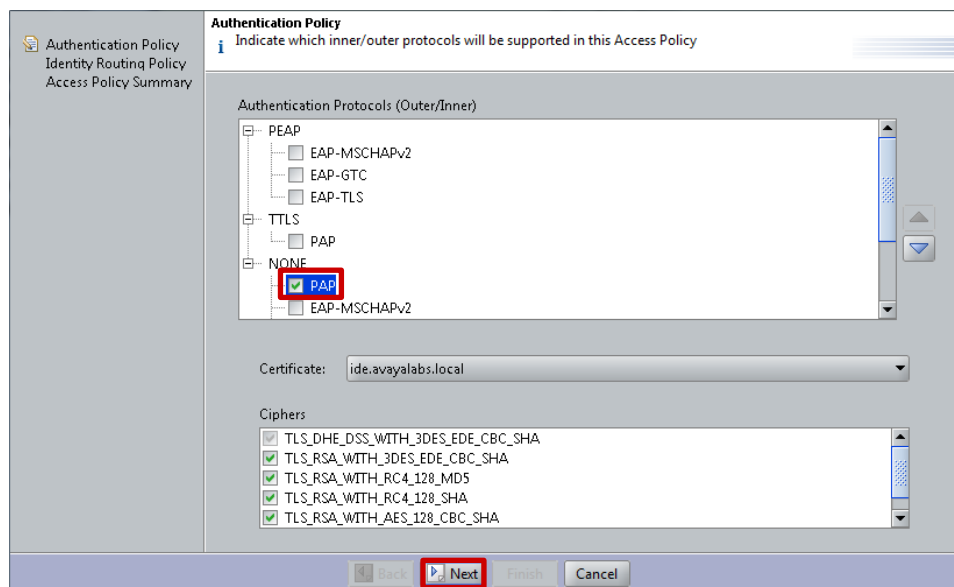 Authentication Policy
Identity Routing Policy
Access Policy Summary
Authentication Policy
Indicate which inner/outer protocols will be supported in this Access Policy
Authentication Protocols (Outer/Inner)
PEAP
EAP-MSCHAPv2
EAP-GTC
EAP-TLS
TTLS
PAP
NONE
PAP
EAP-MSCHAPv2
Certificate: ide.avayalabs.local
Ciphers
TLS_DHE_DSS_WITH_3DES_EDE_CBC_SHA
TLS_RSA_WITH_3DES_EDE_CBC_SHA
TLS_RSA_WITH_RC4_128_MD5
TLS_RSA_WITH_RC4_128_SHA
TLS_RSA_WITH_AES_128_CBC_SHA
Back Next Finish Cancel